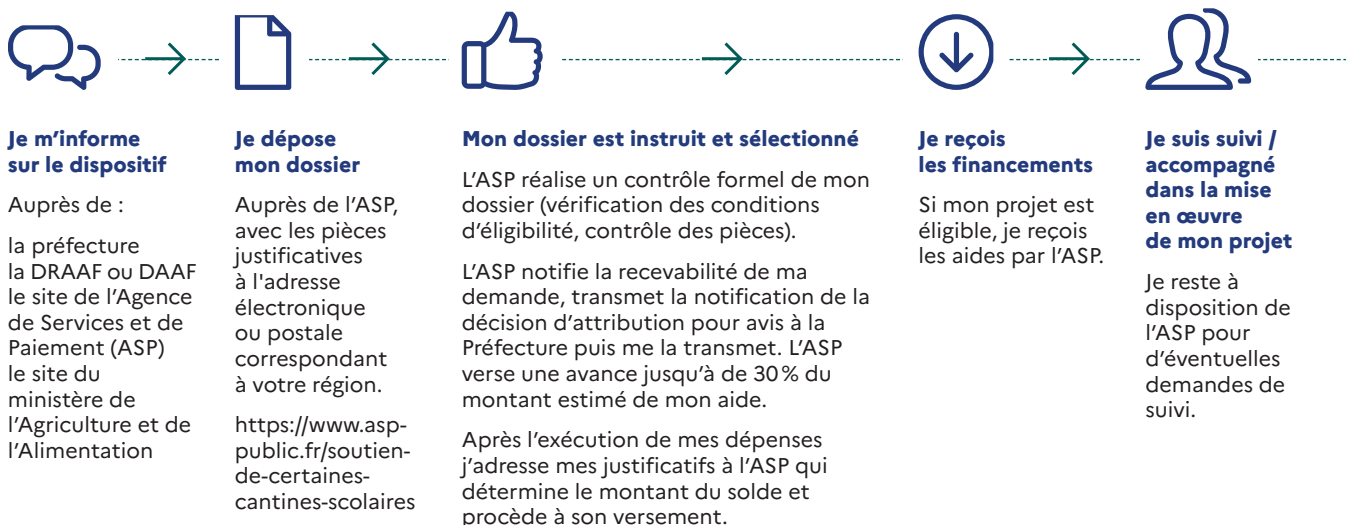 Je m'informe
sur le dispositif
Auprès de :
la préfecture
la DRAAF ou DAAF
le site de l'Agence
de Services et de
Paiement (ASP)
le site du
ministère de
l'Agriculture et de
l'Alimentation
Je dépose
mon dossier
Auprès de l'ASP,
avec les pièces
justificatives
à l'adresse
électronique
ou postale
correspondant
à votre région.
https://www.asp-
public.fr/soutien-
de-certaines-
cantines-scolaires
Mon dossier est instruit et sélectionné
L'ASP réalise un contrôle formel de mon
dossier (vérification des conditions
d'éligibilité, contrôle des pièces).
L'ASP notifie la recevabilité de ma
demande, transmet la notification de la
décision d'attribution pour avis à la
Préfecture puis me la transmet. L'ASP
verse une avance jusqu'à de 30 % du
montant estimé de mon aide.
Après l'exécution de mes dépenses
j'adresse mes justificatifs à l'ASP qui
détermine le montant du solde et
procède à son versement.
Je reçois
les financements
Si mon projet est
éligible, je reçois
les aides par l'ASP.
Je suis suivi /
accompagné
dans la mise
en œuvre
de mon projet
Je reste à
disposition de
l'ASP pour
d'éventuelles
demandes de
suivi.